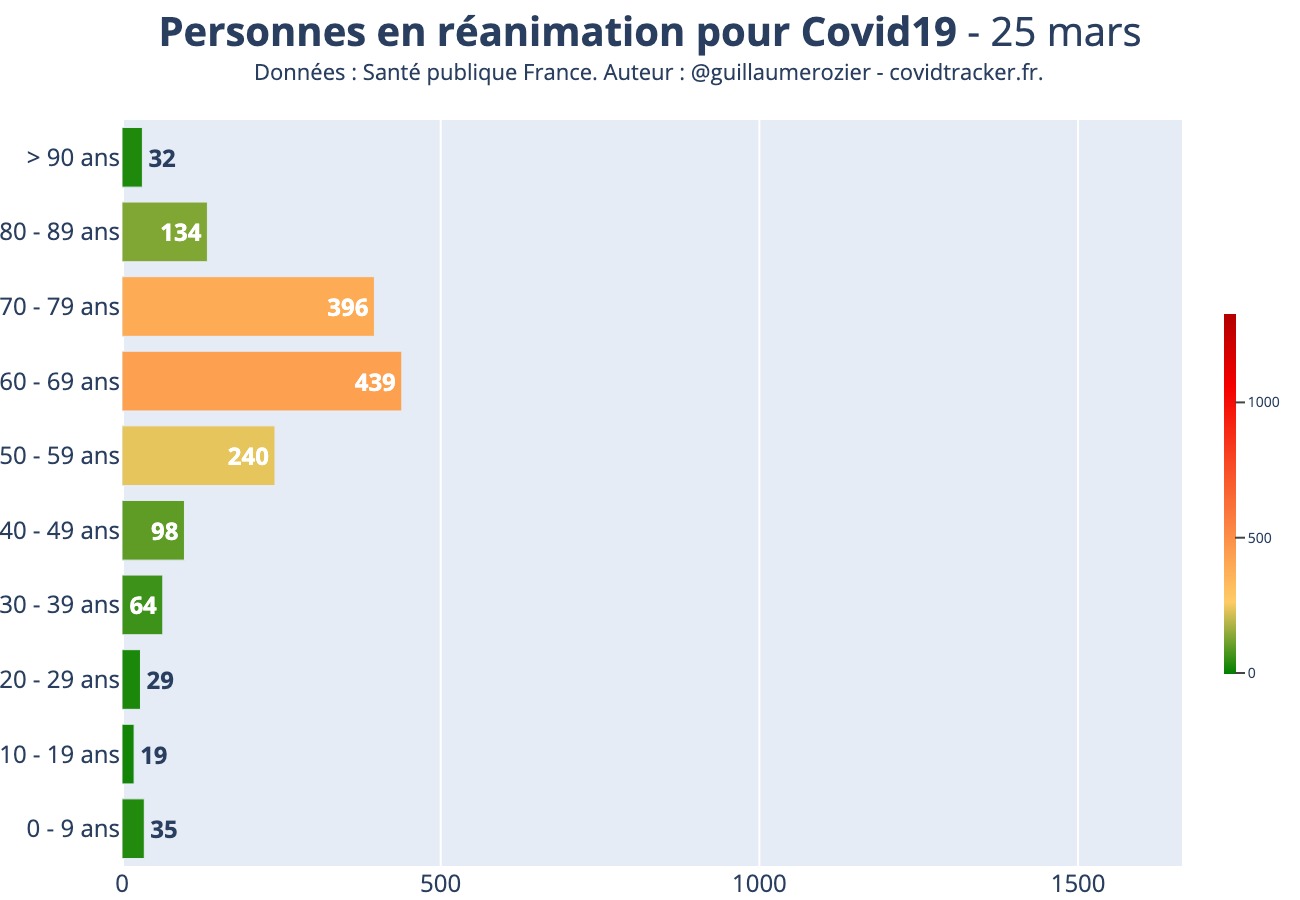 Personnes en réanimation pour Covid19 - 25 mars
Données : Santé publique France. Auteur : @guillaumerozier - covidtracker.fr.
> 90 ans 32
80 - 89 ans 134
70 - 79 ans 396
60 - 69 ans 439
50 - 59 ans 240
40 - 49 ans 98
30 - 39 ans 64
20 - 29 ans 29
10 - 19 ans 19
0 - 9 ans 35
0 500 1000 1500
1000
500
0